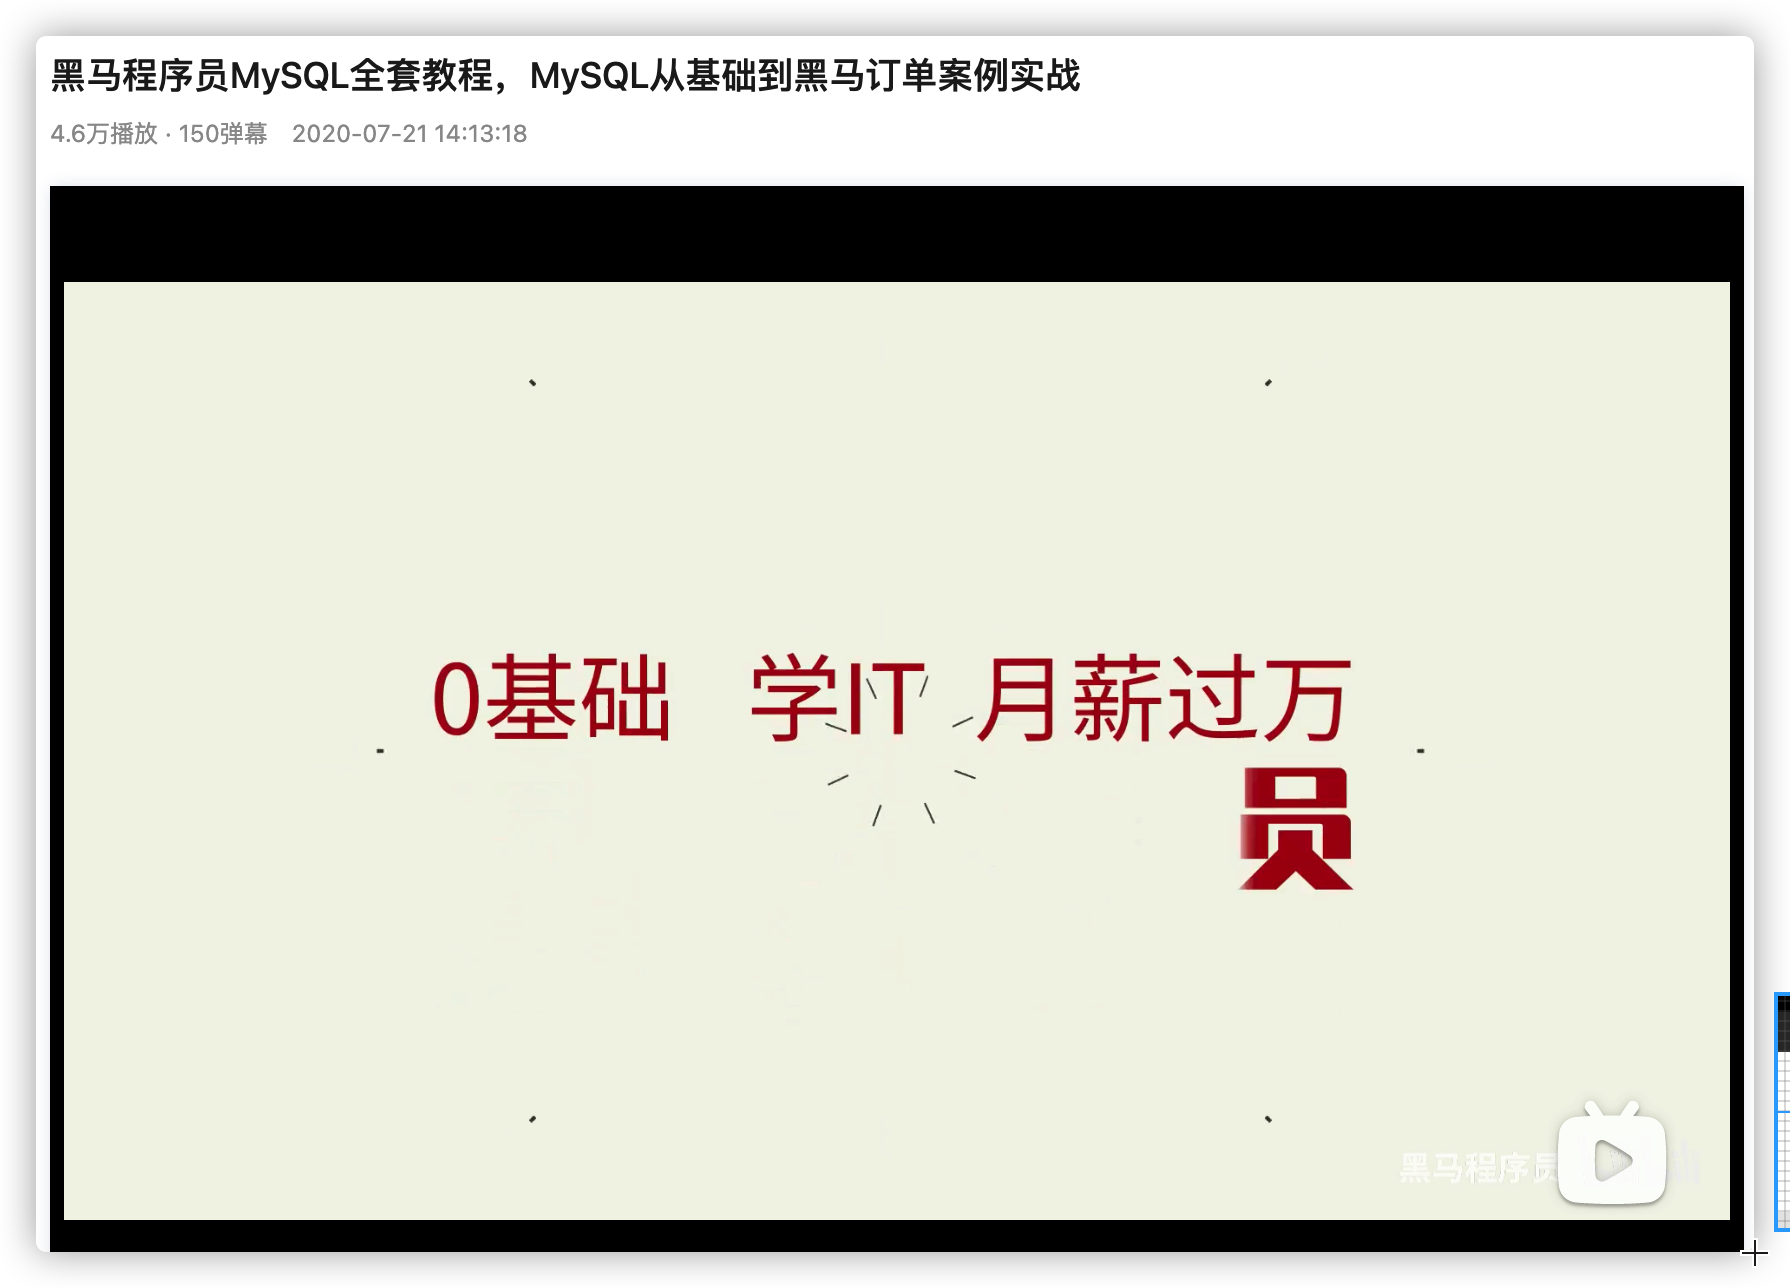 黑马程序员MySQL全套教程，MySQL从基础到黑马订单案例实战
4.6万播放 · 150弹幕 2020-07-21 14:13:18
0基础 学IT 月薪过万
员
黑马程序员